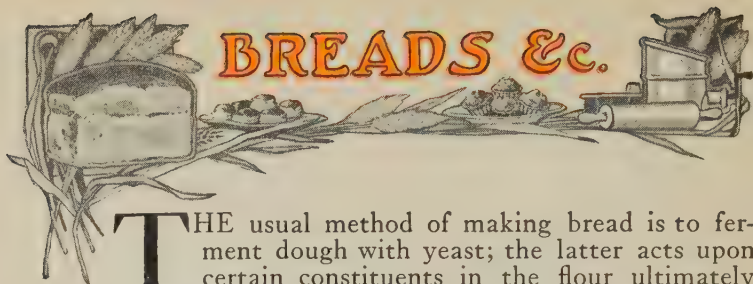 BREADS &c.
THE usual method of making bread is to fer-
ment dough with yeast; the latter acts upon
certain constituents in the flour ultimately